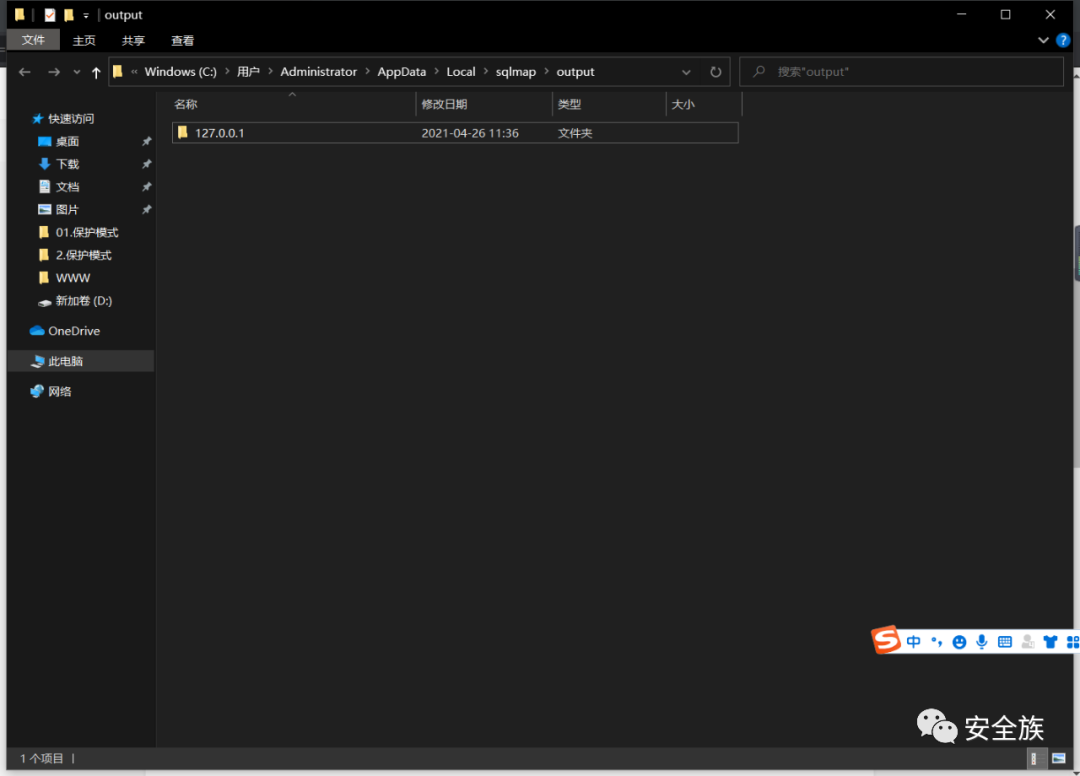 output
文件 主页 共享 查看
« Windows (C:) > 用户 > Administrator > AppData > Local > sqlmap > output 搜索"output"
名称 修改日期 类型 大小
127.0.0.1 2021-04-26 11:36 文件夹
快速访问
桌面
下载
文档
图片
01.保护模式
2.保护模式
WWW
新加卷 (D:)
OneDrive
此电脑
网络
S 中 °,
安全族
1 个项目